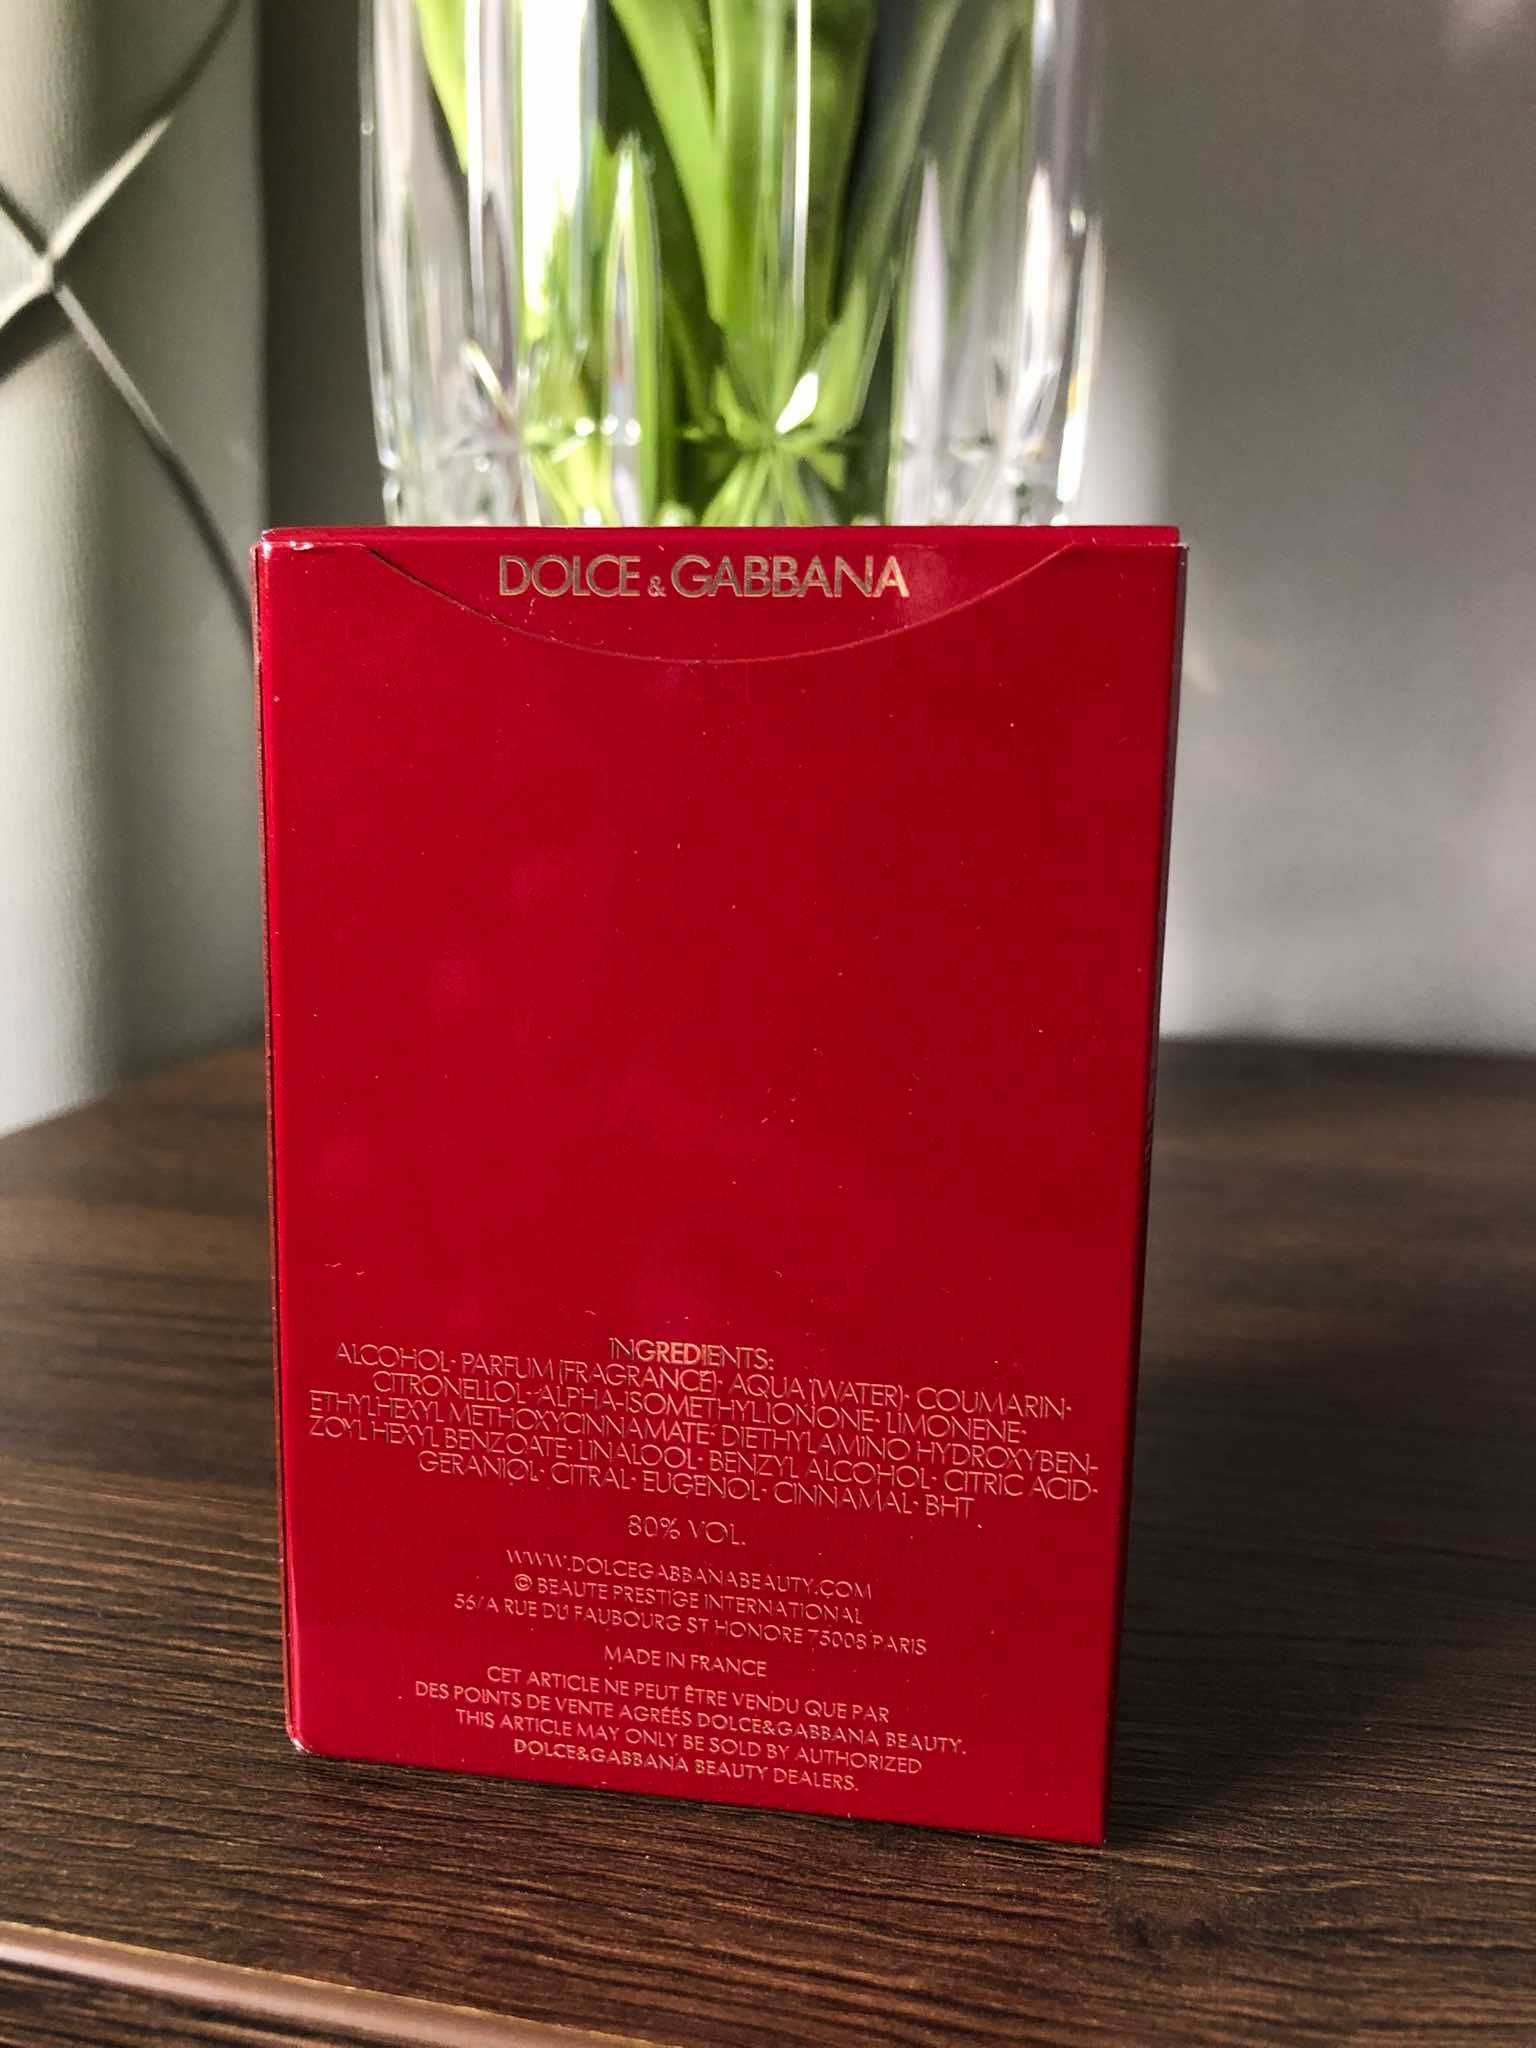 DOLCE & GABBANA
INGREDIENTS:
ALCOHOL· PARFUM (FRAGRANCE)· AQUA (WATER)· COUMARIN·
CITRONELLOL· ALPHA-ISOMETHYL IONONE· LIMONENE·
ETHYLHEXYL METHOXYCINNAMATE· DIETHYLAMINO HYDROXYBEN-
ZOYL HEXYL BENZOATE· LINALOOL· BENZYL ALCOHOL· CITRIC ACID·
GERANIOL· CITRAL· EUGENOL· CINNAMAL· BHT
80% VOL.
WWW.DOLCEGABBANABEAUTY.COM
© BEAUTE PRESTIGE INTERNATIONAL
56/A RUE DU FAUBOURG ST HONORE 75008 PARIS
MADE IN FRANCE
CET ARTICLE NE PEUT ÊTRE VENDU QUE PAR
DES POINTS DE VENTE AGRÉÉS DOLCE&GABBANA BEAUTY.
THIS ARTICLE MAY ONLY BE SOLD BY AUTHORIZED
DOLCE&GABBANA BEAUTY DEALERS.